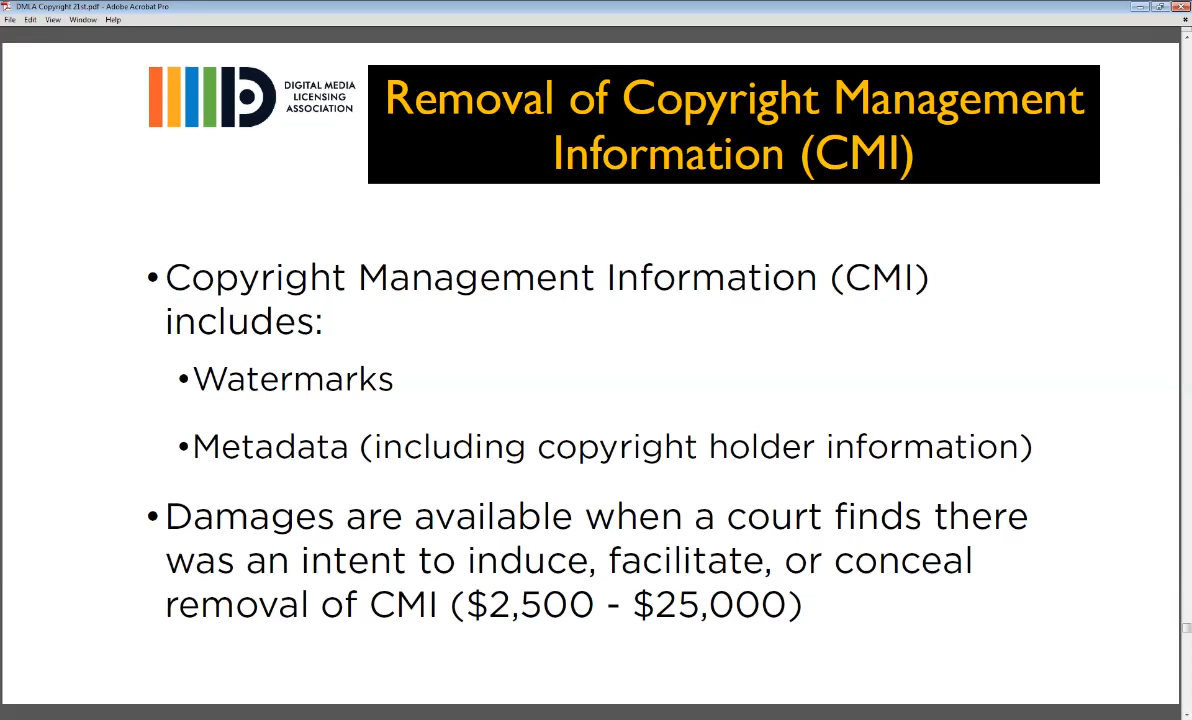 DMLA Copyright 21st.pdf - Adobe Acrobat Pro
File Edit View Window Help
DIGITAL MEDIA
LICENSING
ASSOCIATION
Removal of Copyright Management
Information (CMI)
•Copyright Management Information (CMI)
includes:
•Watermarks
•Metadata (including copyright holder information)
•Damages are available when a court finds there
was an intent to induce, facilitate, or conceal
removal of CMI ($2,500 - $25,000)